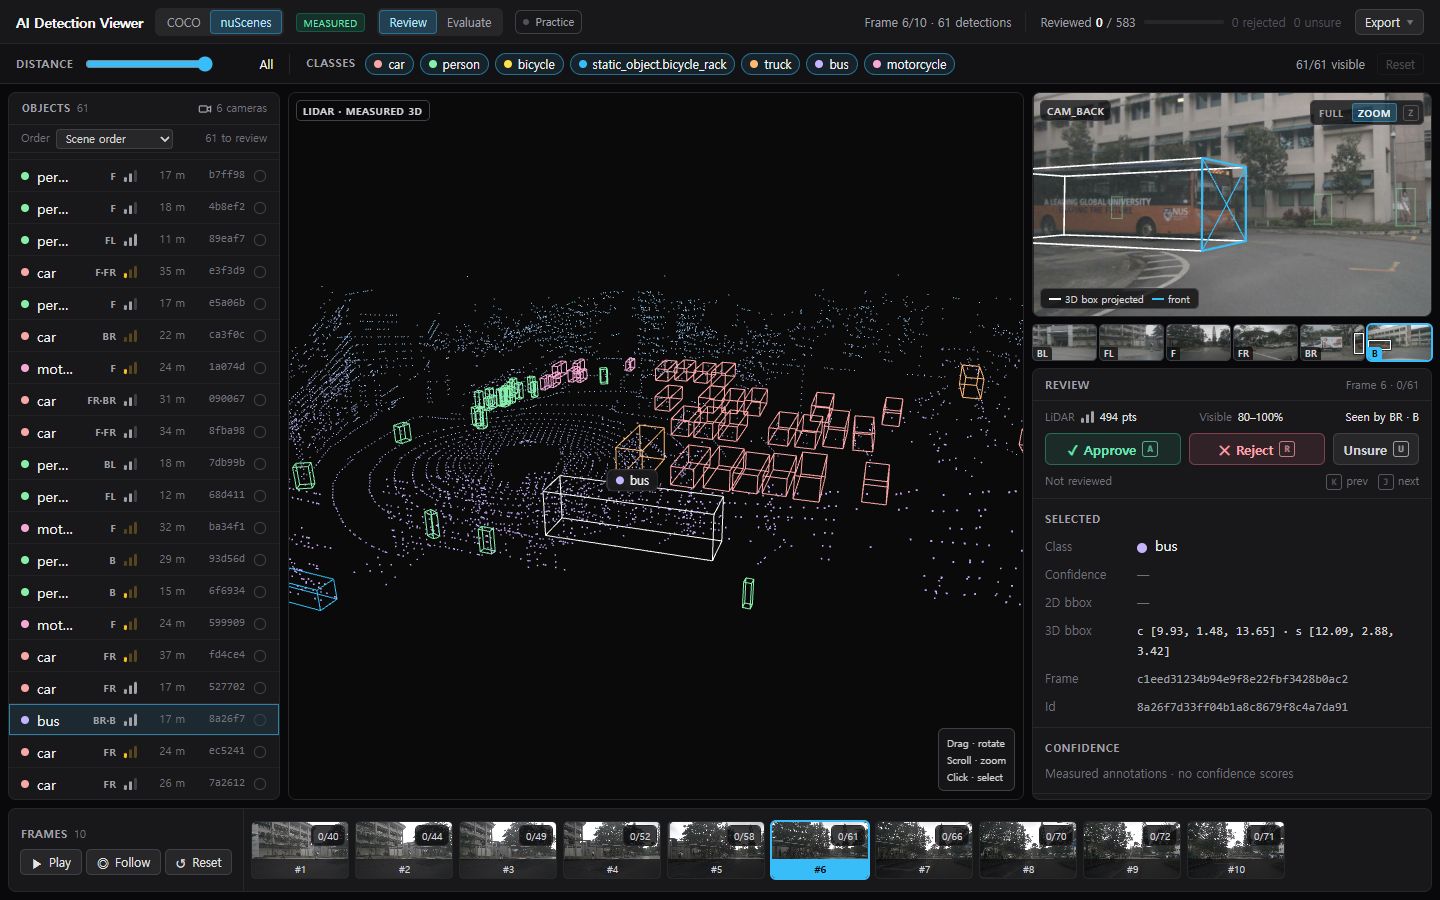 AI Detection Viewer COCO nuScenes MEASURED Review Evaluate Practice Frame 6/10 · 61 detections Reviewed 0 / 583 0 rejected 0 unsure Export
DISTANCE All CLASSES car person bicycle static_object.bicycle_rack truck bus motorcycle 61/61 visible Reset
OBJECTS 61 6 cameras
Order Scene order 61 to review
per... F 17 m b7ff98
per... F 18 m 4b8ef2
per... FL 11 m 89eaf7
car F·FR 35 m e3f3d9
per... F 17 m e5a06b
car BR 22 m ca3f0c
mot... F 24 m 1a074d
car FR·BR 31 m 090067
car F·FR 34 m 8fba98
per... BL 18 m 7db99b
per... FL 12 m 68d411
mot... F 32 m ba34f1
per... B 29 m 93d56d
per... B 15 m 6f6934
mot... F 24 m 599909
car FR 37 m fd4ce4
car FR 17 m 527702
bus BR·B 17 m 8a26f7
car FR 24 m ec5241
car FR 26 m 7a2612
LIDAR · MEASURED 3D
bus
Drag · rotate
Scroll · zoom
Click · select
CAM_BACK FULL ZOOM Z
A LEADING GLOBAL UNIVERSITY
SHAPING THE FUTURE
NUS
3D box projected front
BL FL F FR BR B
REVIEW Frame 6 · 0/61
LiDAR 494 pts Visible 80–100% Seen by BR · B
✓ Approve A ✕ Reject R Unsure U
Not reviewed K prev J next
SELECTED
Class bus
Confidence —
2D bbox —
3D bbox c [9.93, 1.48, 13.65] · s [12.09, 2.88,
3.42]
Frame c1eed31234b94e9f8e22fbf3428b0ac2
Id 8a26f7d33ff04b1a8c8679f8c4a7da91
CONFIDENCE
Measured annotations · no confidence scores
FRAMES 10
Play Follow Reset
0/40 0/44 0/49 0/52 0/58 0/61 0/66 0/70 0/72 0/71
#1 #2 #3 #4 #5 #6 #7 #8 #9 #10